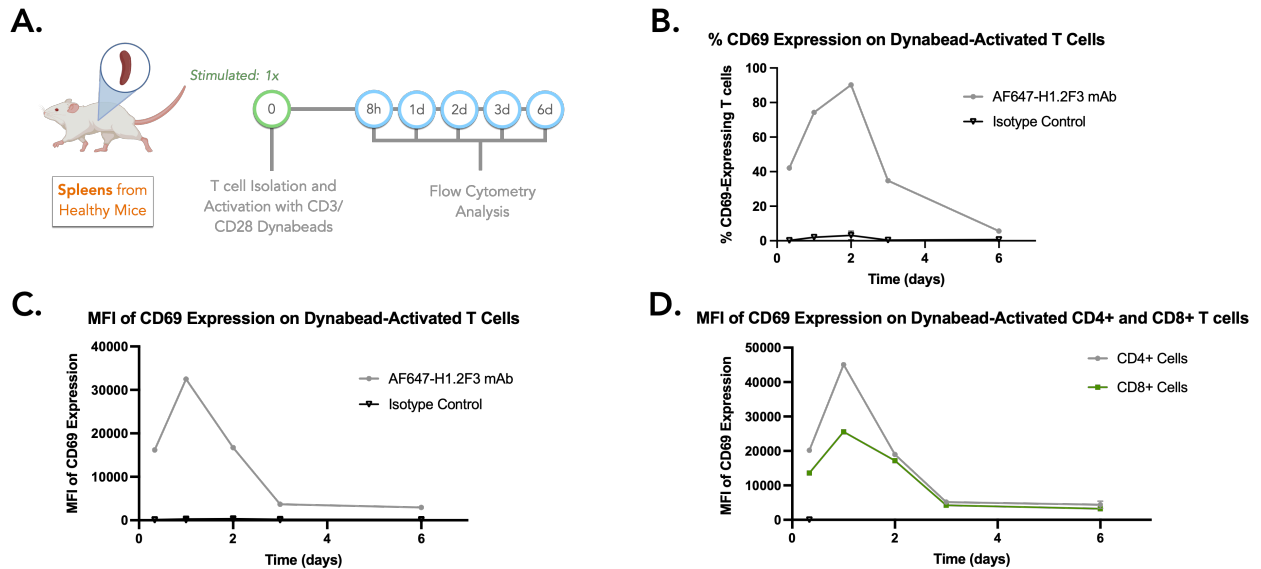 A.
Stimulated: 1x
0
8h
1d
2d
3d
6d
Spleens from
Healthy Mice
T cell Isolation and
Activation with CD3/
CD28 Dynabeads
Flow Cytometry
Analysis
B.
% CD69 Expression on Dynabead-Activated T Cells
% CD69-Expressing T cells
100
80
60
40
20
0
0
2
4
6
Time (days)
AF647-H1.2F3 mAb
Isotype Control
C.
MFI of CD69 Expression on Dynabead-Activated T Cells
MFI of CD69 Expression
40000
30000
20000
10000
0
0
2
4
6
Time (days)
AF647-H1.2F3 mAb
Isotype Control
D.
MFI of CD69 Expression on Dynabead-Activated CD4+ and CD8+ T cells
MFI of CD69 Expression
50000
40000
30000
20000
10000
0
0
2
4
6
Time (days)
CD4+ Cells
CD8+ Cells